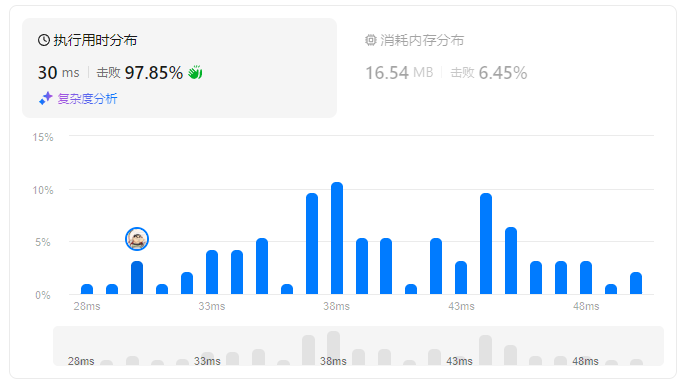 执行用时分布
30 ms 击败 97.85%
复杂度分析
消耗内存分布
16.54 MB 击败 6.45%
15%
10%
5%
0%
28ms 33ms 38ms 43ms 48ms
28ms 33ms 38ms 43ms 48ms